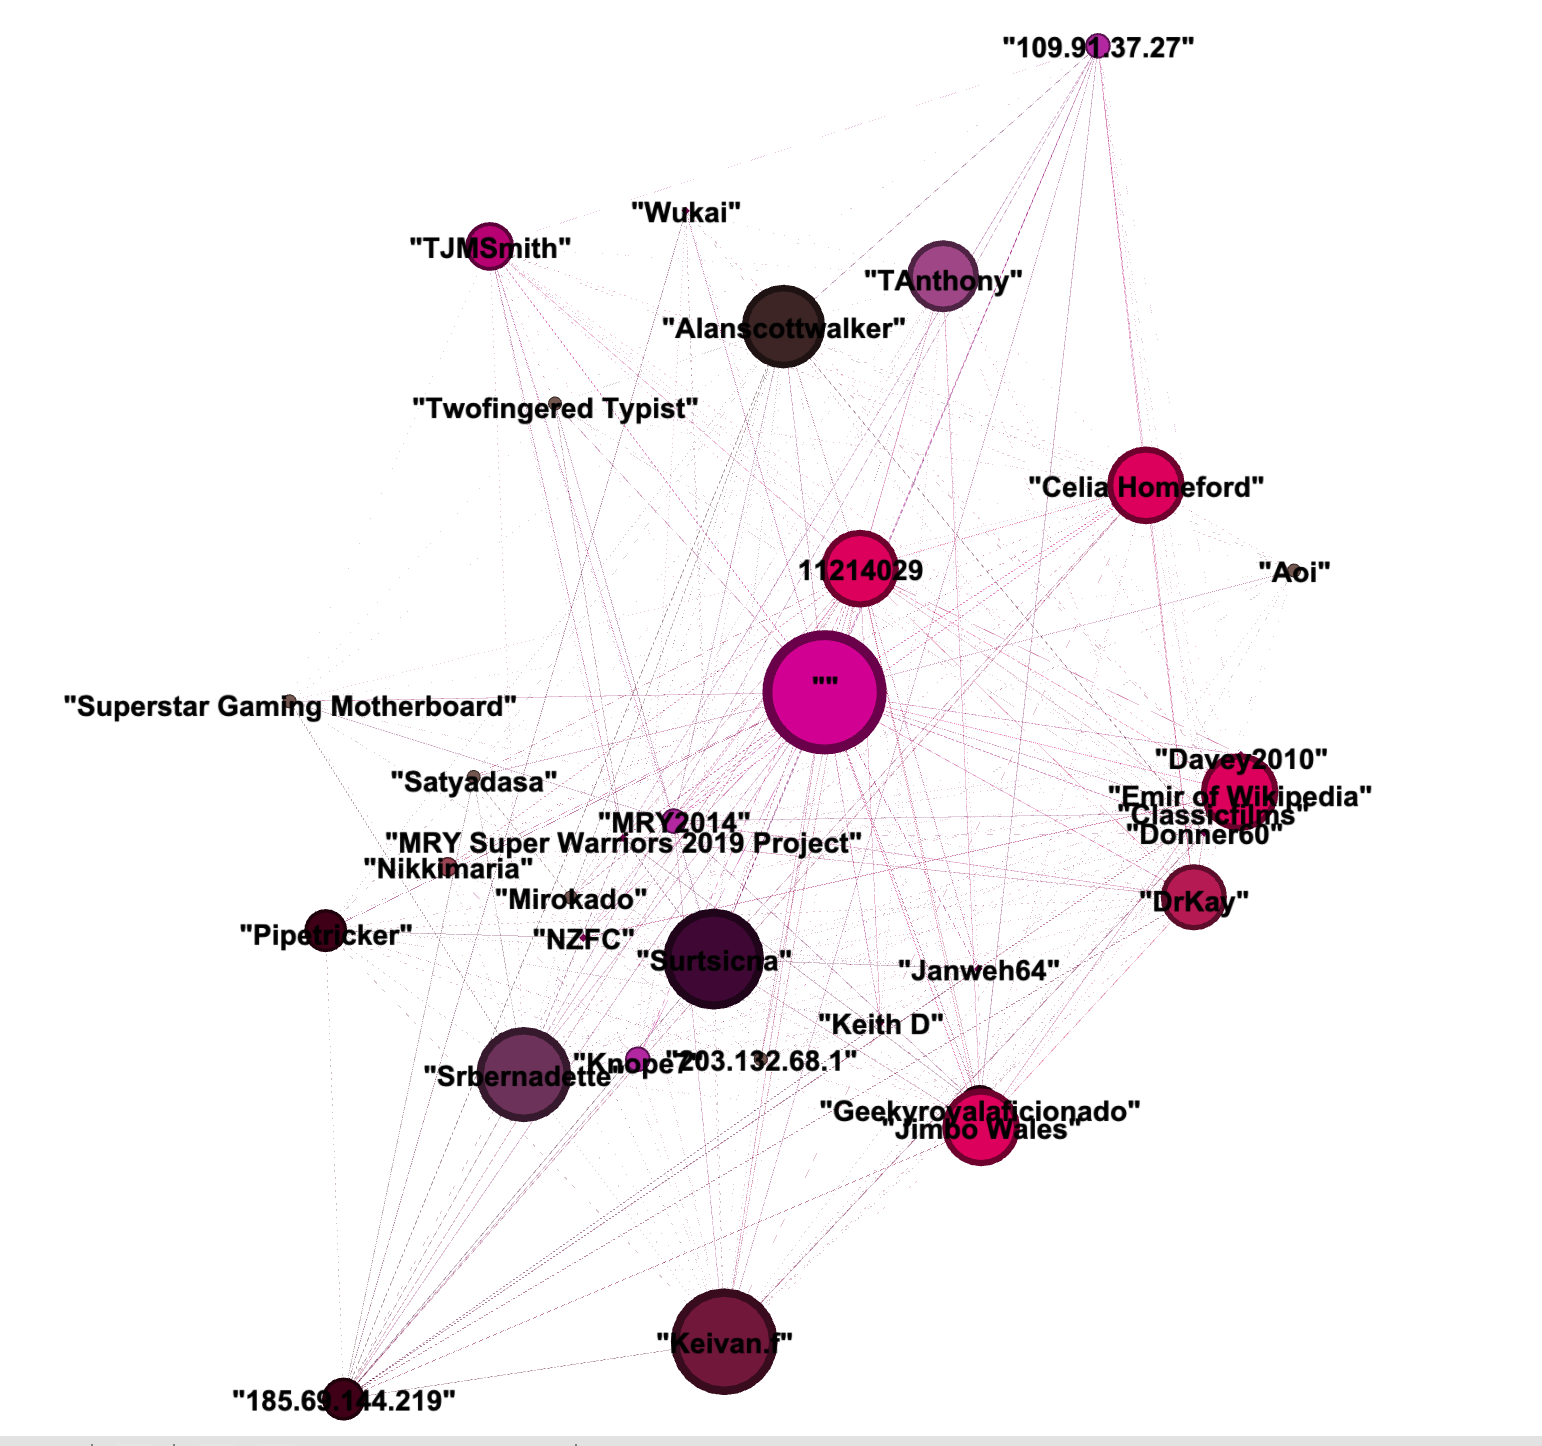 "109.91.37.27"
"Wukai"
"TJMSmith"
"TAnthony"
"Alanscottwalker"
"Twofingered Typist"
"Celia Homeford"
11214029
"Aoi"
""
"Superstar Gaming Motherboard"
"Davey2010"
"Satyadasa"
"Emir of Wikipedia"
"Classicfilms"
"MRY2014"
"Donner60"
"MRY Super Warriors 2019 Project"
"Nikkimaria"
"Mirokado"
"DrKay"
"Pipetricker"
"NZFC"
"Surtsicna"
"Janweh64"
"Keith D"
"203.132.68.1"
"Knope7"
"Srbernadette"
"Geekyroyalaficionado"
"Jimbo Wales"
"Keivan.f"
"185.69.144.219"